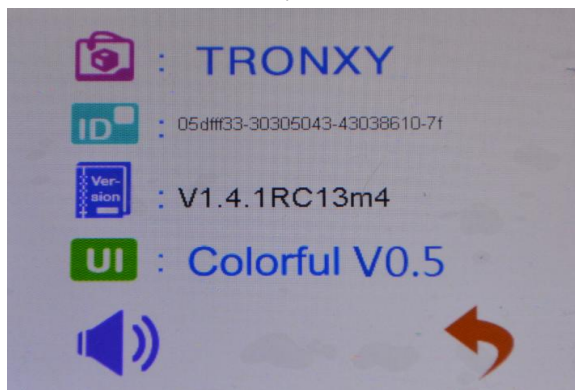 : TRONXY
ID : 05dfff33-30305043-43038610-7f
Ver-
sion : V1.4.1RC13m4
UI : Colorful V0.5